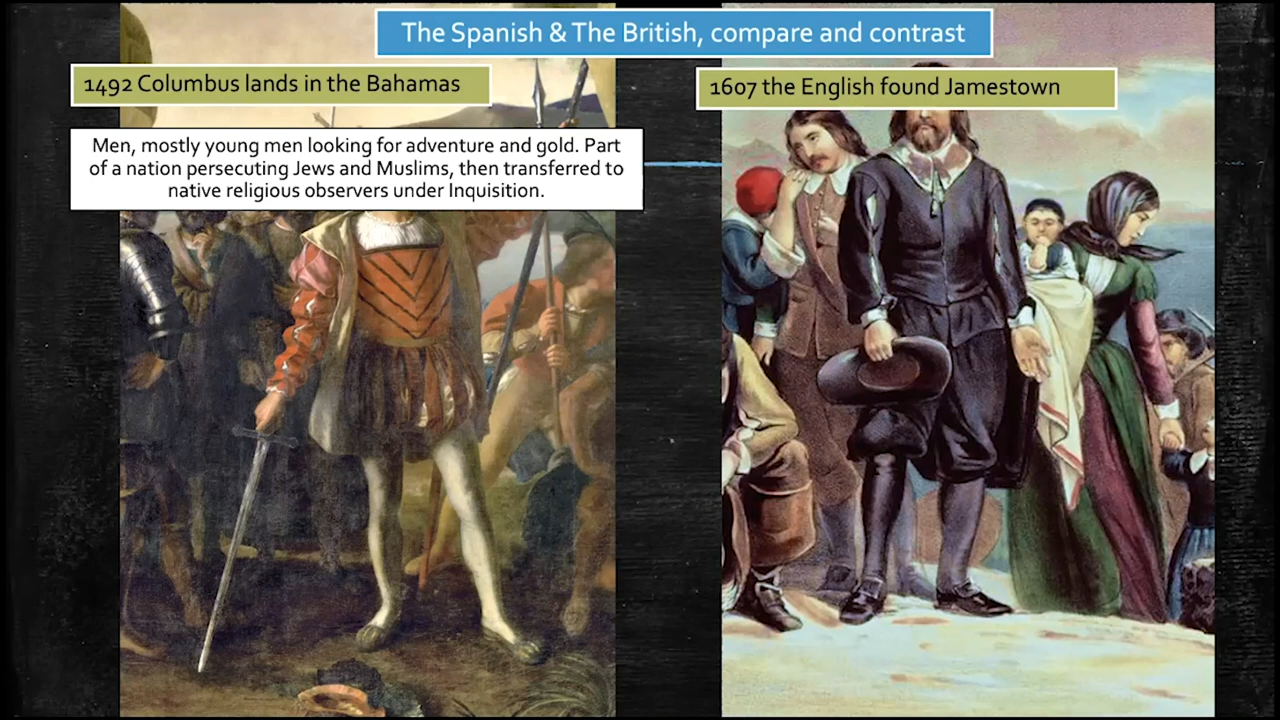 The Spanish & The British, compare and contrast
1492 Columbus lands in the Bahamas
1607 the English found Jamestown
Men, mostly young men looking for adventure and gold. Part
of a nation persecuting Jews and Muslims, then transferred to
native religious observers under Inquisition.